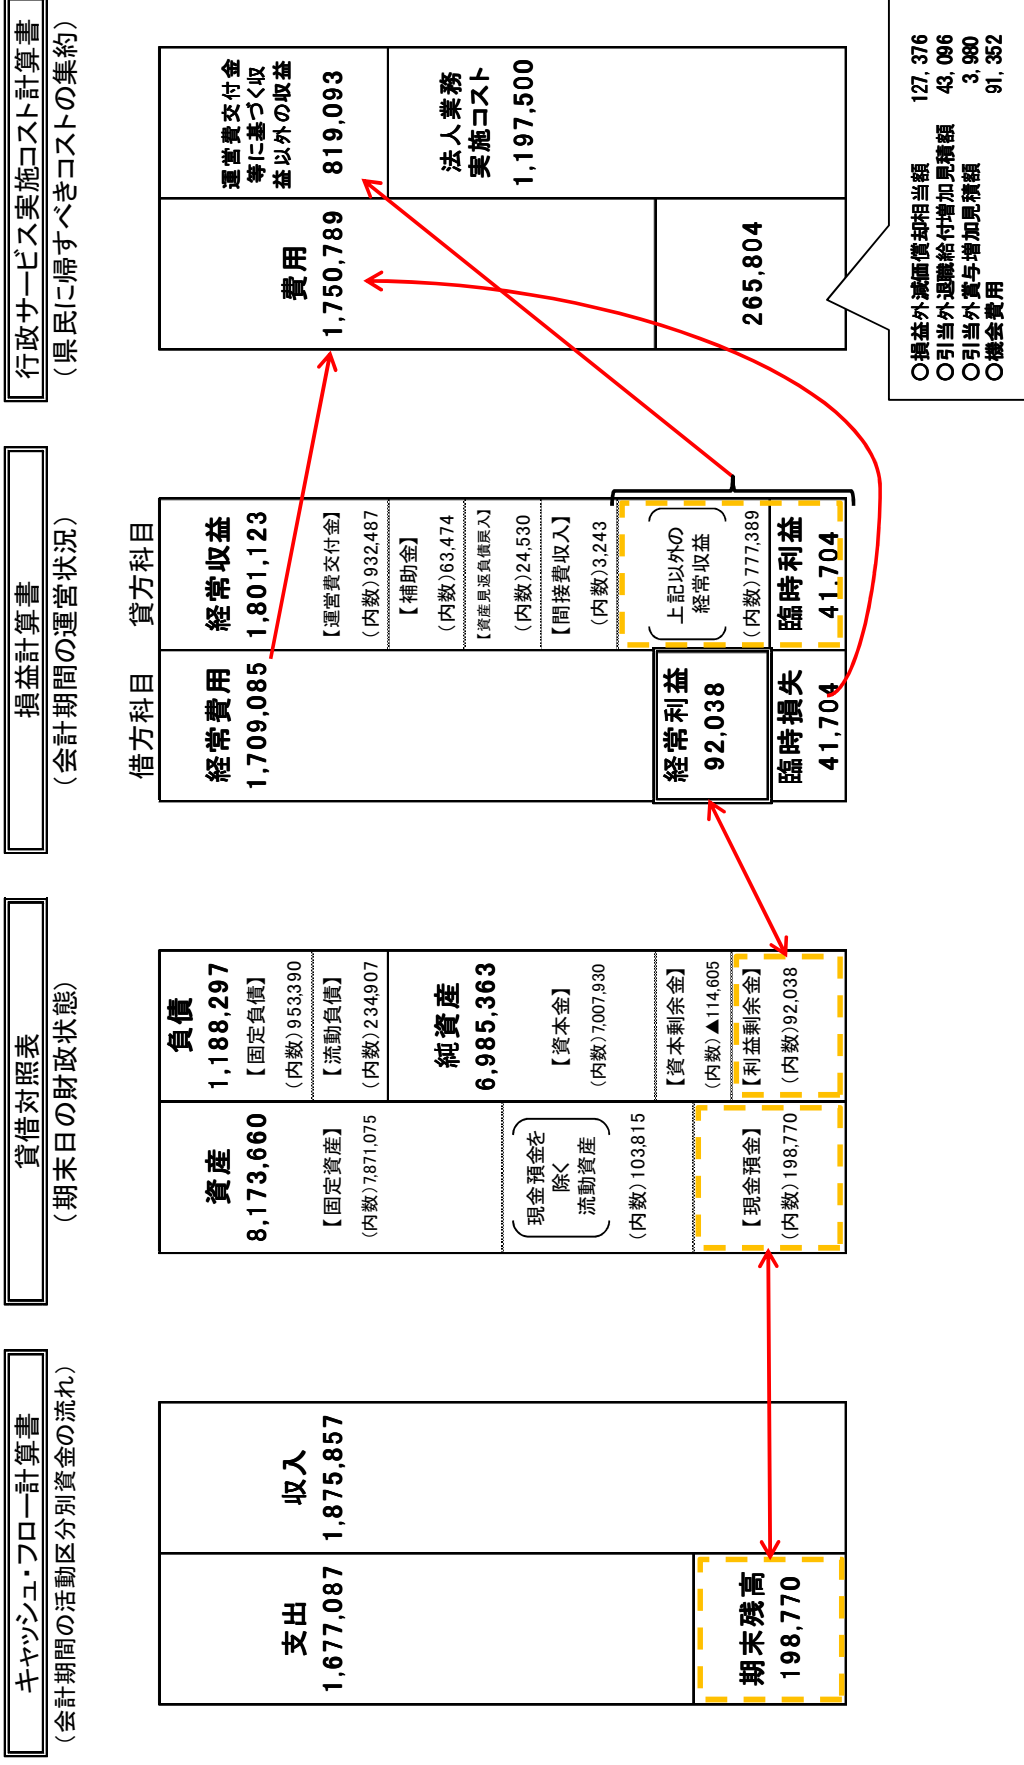 キャッシュ・フロー計算書
（会計期間の活動区分別資金の流れ）
支出
1,677,087
期末残高
198,770
収入
1,875,857
貸借対照表
（期末日の財政状態）
資産
8,173,660
【固定資産】
（内数）7,871,075
現金預金を
除く
流動資産
（内数）103,815
【現金預金】
（内数）198,770
負債
1,188,297
【固定負債】
（内数）953,390
【流動負債】
（内数）234,907
純資産
6,985,363
【資本金】
（内数）7,007,930
【資本剰余金】
（内数）▲114,605
【利益剰余金】
（内数）92,038
損益計算書
（会計期間の運営状況）
借方科目
貸方科目
経常費用
1,709,085
経常利益
92,038
臨時損失
41,704
経常収益
1,801,123
【運営費交付金】
（内数）932,487
【補助金】
（内数）63,474
【資産見返負債戻入】
（内数）24,530
【間接費収入】
（内数）3,243
上記以外の
経常収益
（内数）777,389
臨時利益
41,704
行政サービス実施コスト計算書
（県民に帰すべきコストの集約）
費用
1,750,789
265,804
運営費交付金
等に基づく収
益以外の収益
819,093
法人業務
実施コスト
1,197,500
○損益外減価償却相当額 127,376
○引当外退職給付増加見積額 43,096
○引当外賞与増加見積額 3,980
○機会費用 91,352